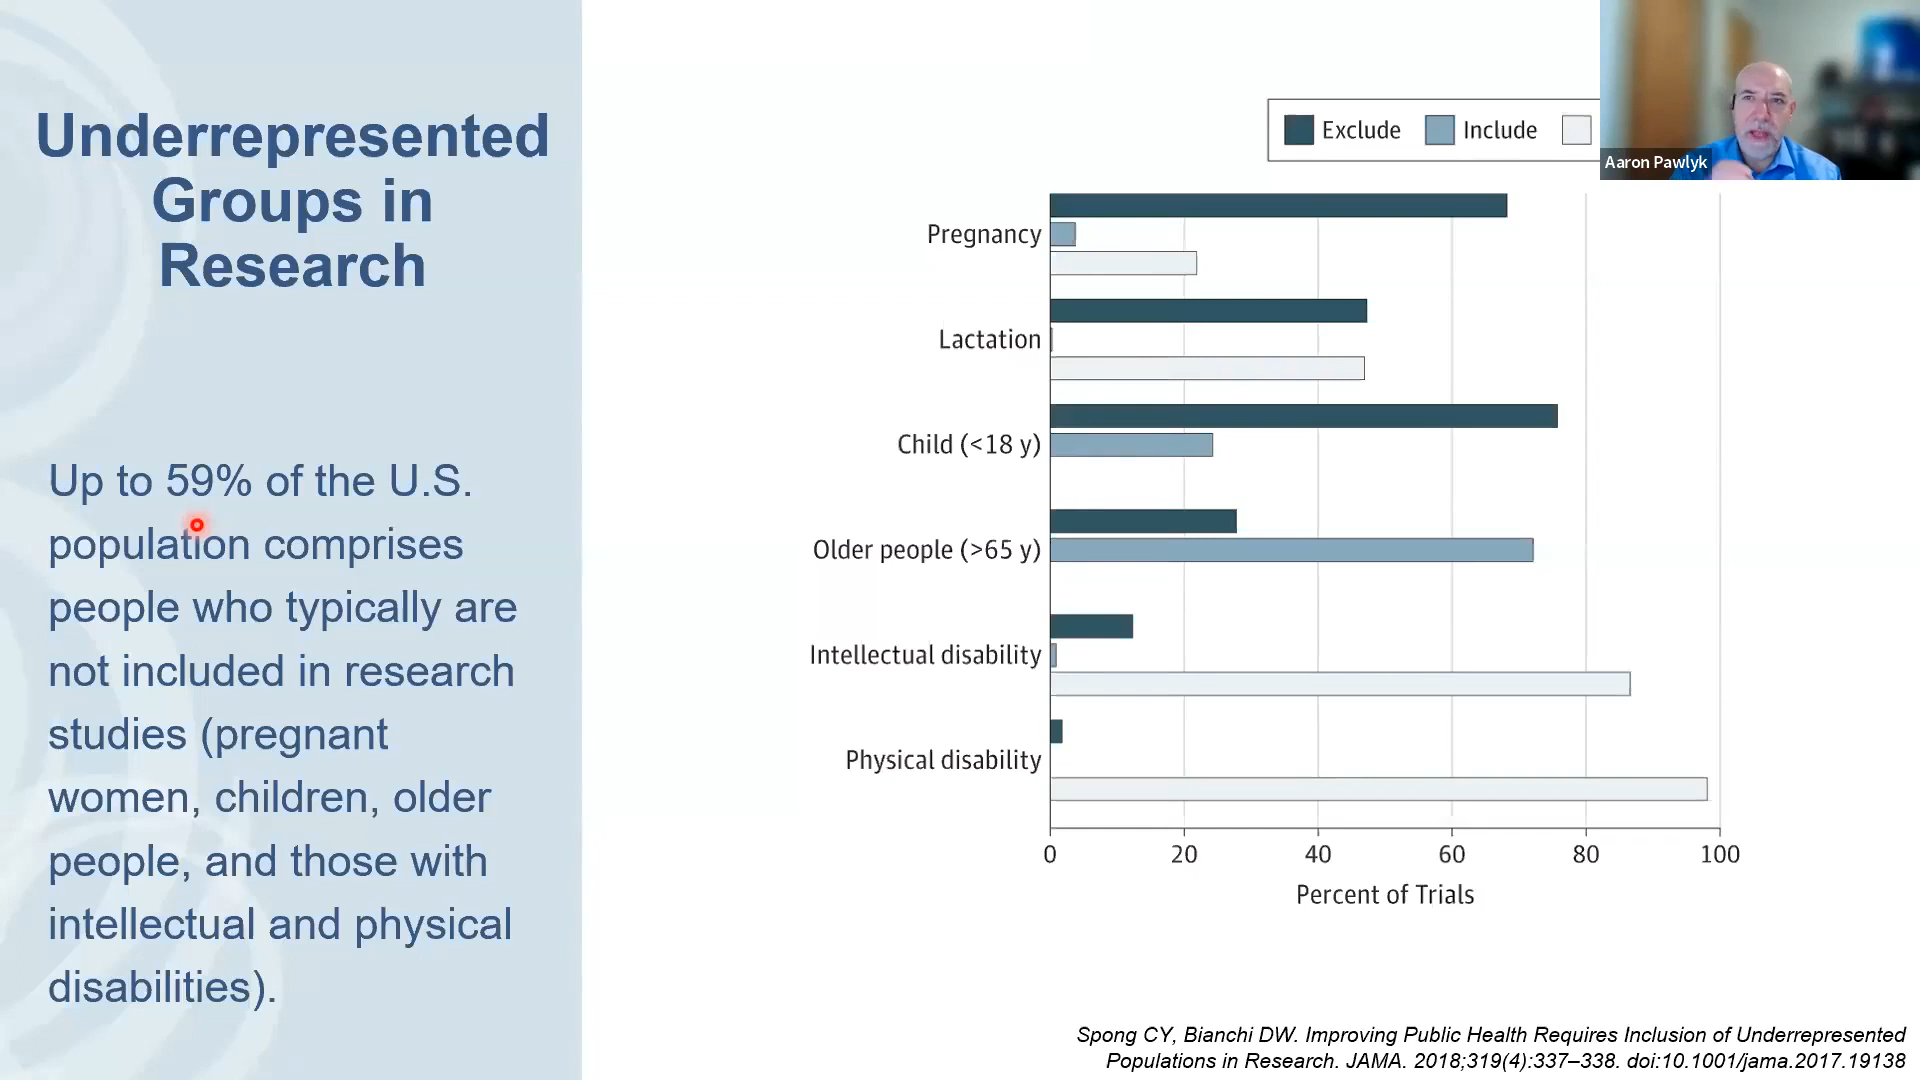 Underrepresented
Groups in
Research
Up to 59% of the U.S.
population comprises
people who typically are
not included in research
studies (pregnant
women, children, older
people, and those with
intellectual and physical
disabilities).
Exclude Include
Aaron Pawlyk
Pregnancy
Lactation
Child (<18 y)
Older people (>65 y)
Intellectual disability
Physical disability
0 20 40 60 80 100
Percent of Trials
Spong CY, Bianchi DW. Improving Public Health Requires Inclusion of Underrepresented
Populations in Research. JAMA. 2018;319(4):337–338. doi:10.1001/jama.2017.19138